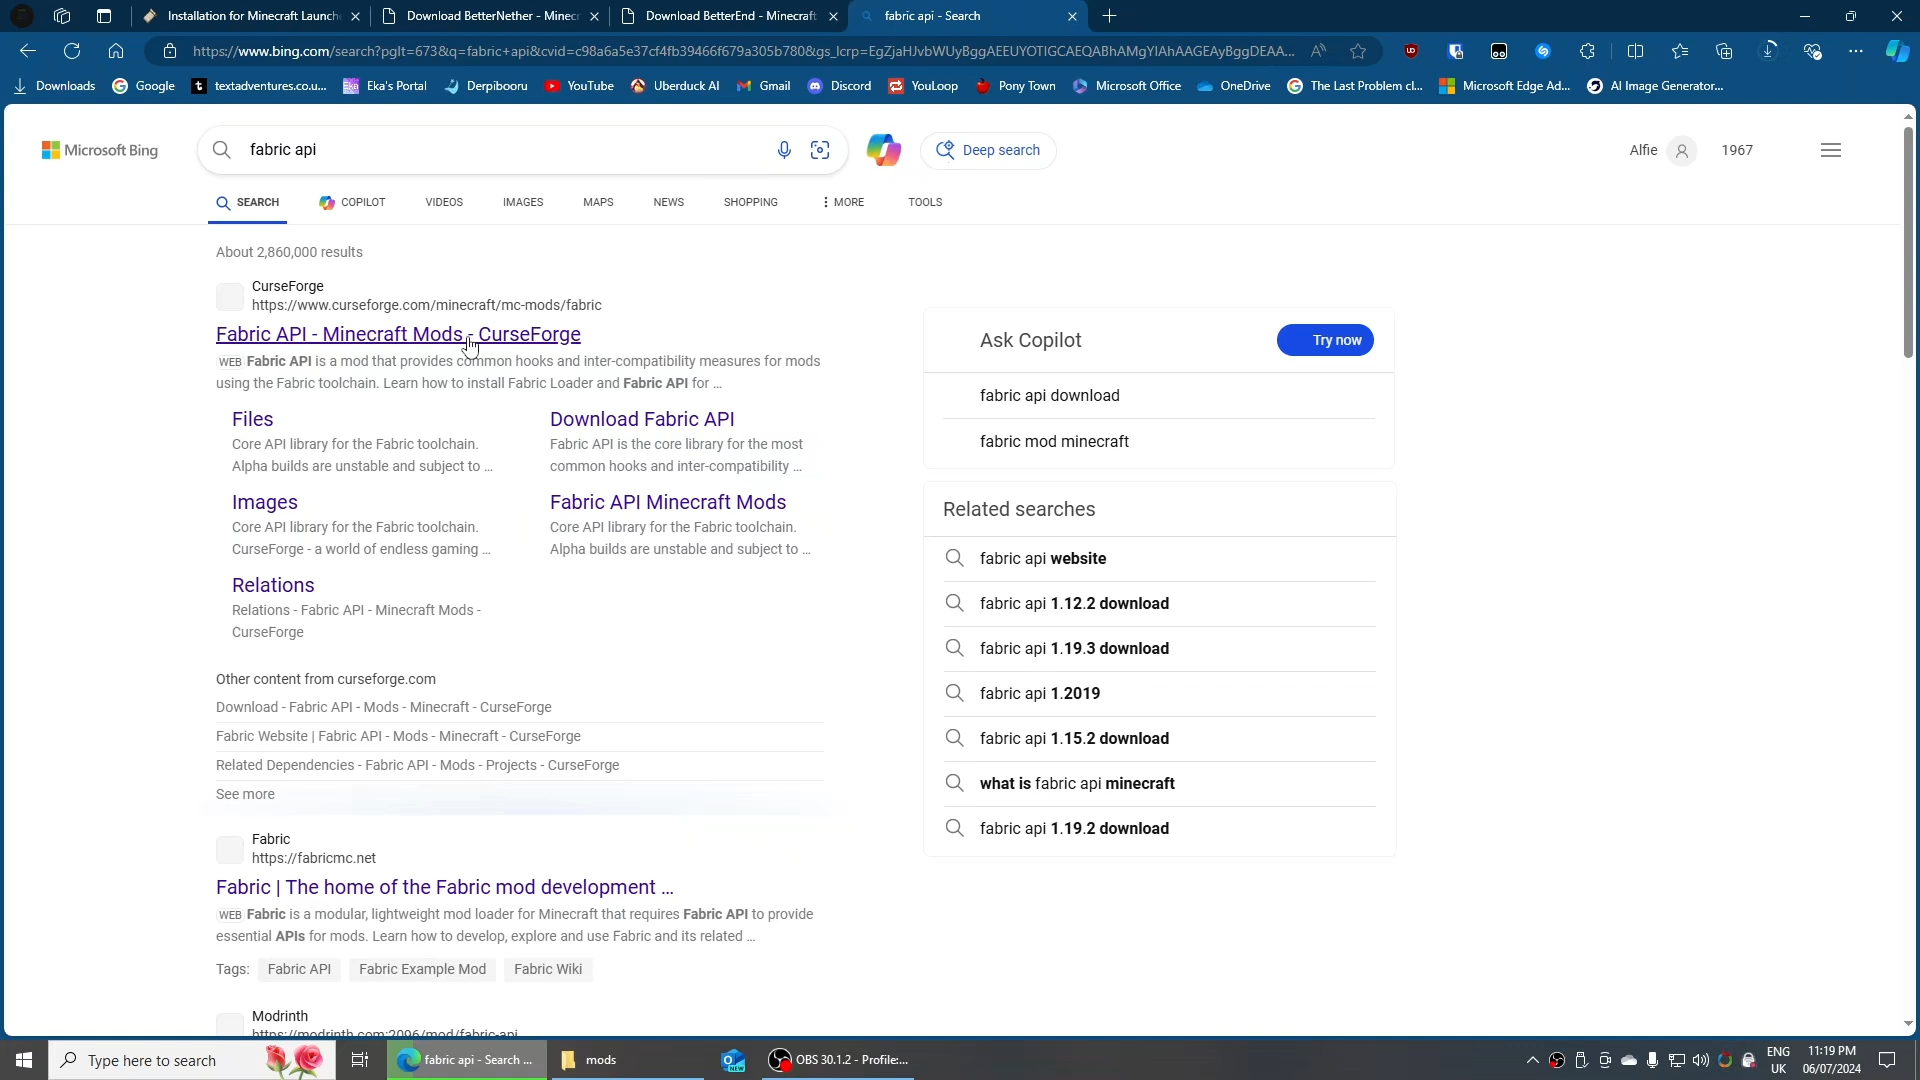 Installation for Minecraft Launch
Download BetterNether - Minec
Download BetterEnd - Minecraft
fabric api - Search
https://www.bing.com/search?pglt=673&q=fabric+api&cvid=c98a6a5e37cf4fb39466f679a305b780&gs_lcrp=EgZjaHJvbWUyBggAEEUYOTIGCAEQABhAMgYIAhAAGEAyBggDEAA...
Downloads
Google
textadventures.co.u...
Eka's Portal
Derpibooru
YouTube
Uberduck AI
Gmail
Discord
YouLoop
Pony Town
Microsoft Office
OneDrive
The Last Problem cl...
Microsoft Edge Ad...
AI Image Generator...
Microsoft Bing
fabric api
Deep search
Alfie
1967
SEARCH
COPILOT
VIDEOS
IMAGES
MAPS
NEWS
SHOPPING
MORE
TOOLS
About 2,860,000 results
CurseForge
https://www.curseforge.com/minecraft/mc-mods/fabric
Fabric API - Minecraft Mods - CurseForge
WEB Fabric API is a mod that provides common hooks and inter-compatibility measures for mods
using the Fabric toolchain. Learn how to install Fabric Loader and Fabric API for ...
Files
Core API library for the Fabric toolchain.
Alpha builds are unstable and subject to ...
Download Fabric API
Fabric API is the core library for the most
common hooks and inter-compatibility ...
Images
Core API library for the Fabric toolchain.
CurseForge - a world of endless gaming ...
Fabric API Minecraft Mods
Core API library for the Fabric toolchain.
Alpha builds are unstable and subject to ...
Relations
Relations - Fabric API - Minecraft Mods -
CurseForge
Other content from curseforge.com
Download - Fabric API - Mods - Minecraft - CurseForge
Fabric Website | Fabric API - Mods - Minecraft - CurseForge
Related Dependencies - Fabric API - Mods - Projects - CurseForge
See more
Fabric
https://fabricmc.net
Fabric | The home of the Fabric mod development ...
WEB Fabric is a modular, lightweight mod loader for Minecraft that requires Fabric API to provide
essential APIs for mods. Learn how to develop, explore and use Fabric and its related ...
Tags: Fabric API Fabric Example Mod Fabric Wiki
Modrinth
https://modrinth.com:2096/mod/fabric-api
Ask Copilot
Try now
fabric api download
fabric mod minecraft
Related searches
fabric api website
fabric api 1.12.2 download
fabric api 1.19.3 download
fabric api 1.2019
fabric api 1.15.2 download
what is fabric api minecraft
fabric api 1.19.2 download
Type here to search
fabric api - Search ...
mods
NEW
OBS 30.1.2 - Profile:...
ENG
UK
11:19 PM
06/07/2024